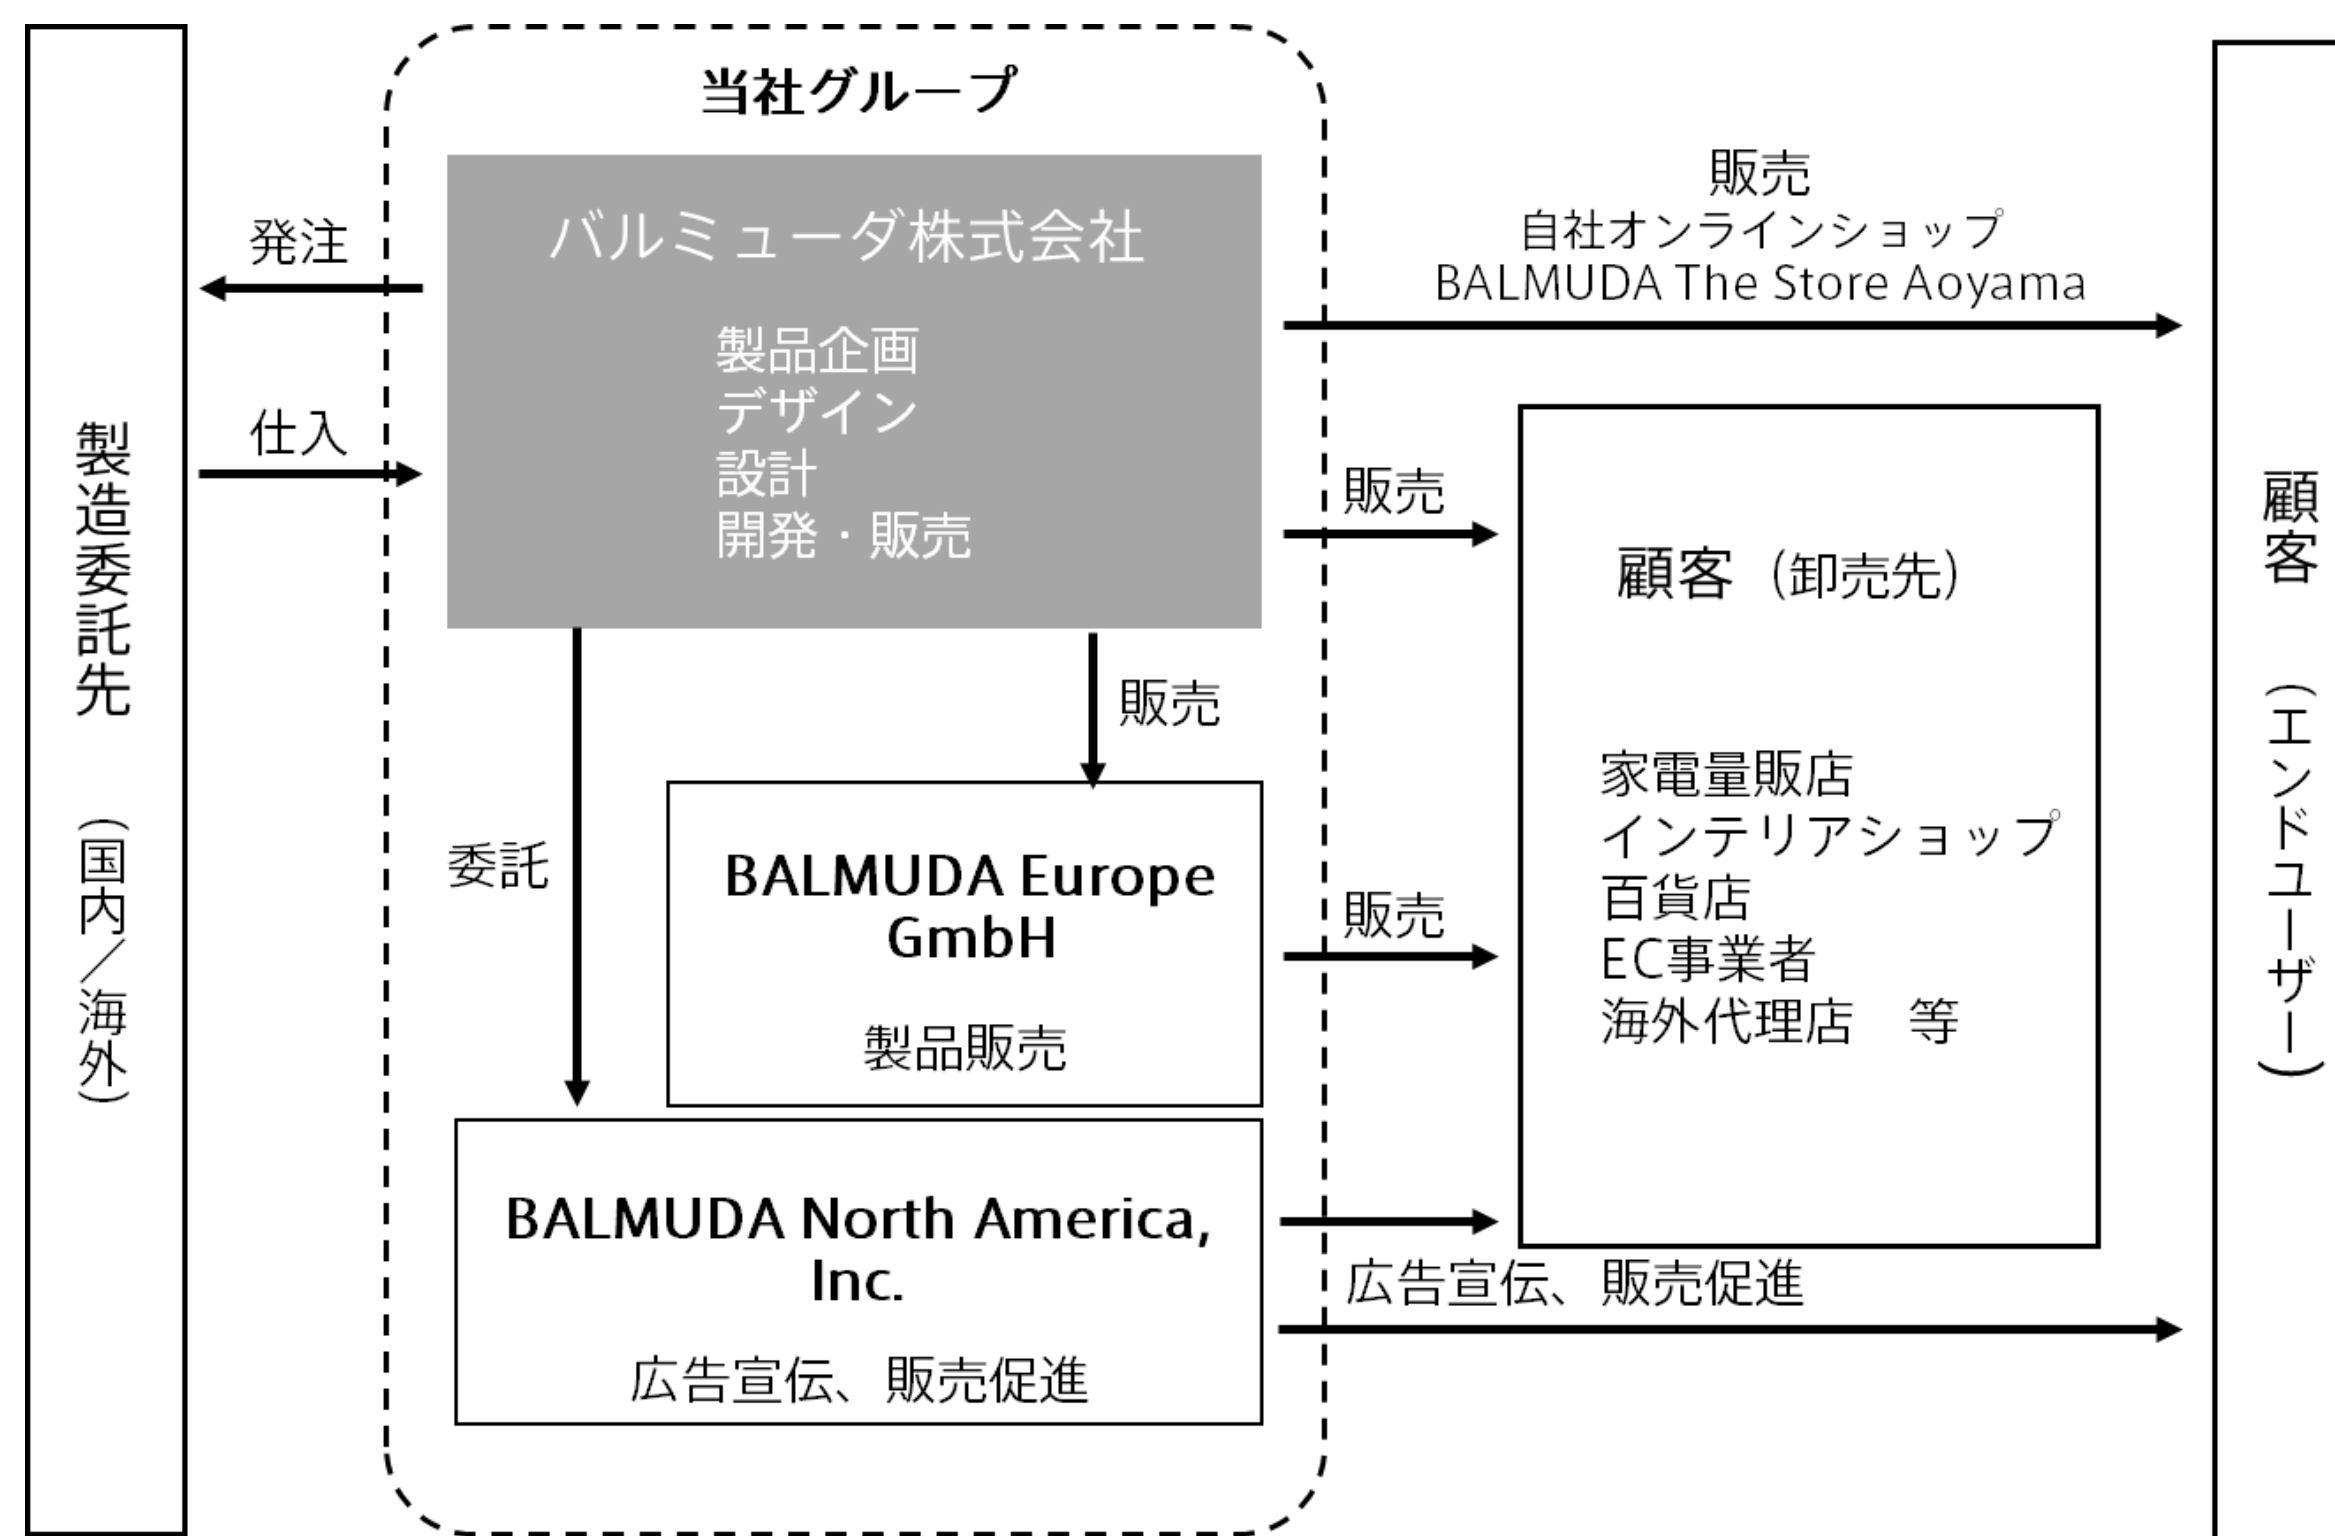 製造委託先 (国内/海外)
発注
仕入
当社グループ
バルミューダ株式会社
製品企画
デザイン
設計
開発・販売
委託
販売
BALMUDA Europe
GmbH
製品販売
BALMUDA North America,
Inc.
広告宣伝、販売促進
販売
自社オンラインショップ
BALMUDA The Store Aoyama
販売
販売
広告宣伝、販売促進
顧客 (卸売先)
家電量販店
インテリアショップ
百貨店
EC事業者
海外代理店 等
顧客 (エンドユーザー)